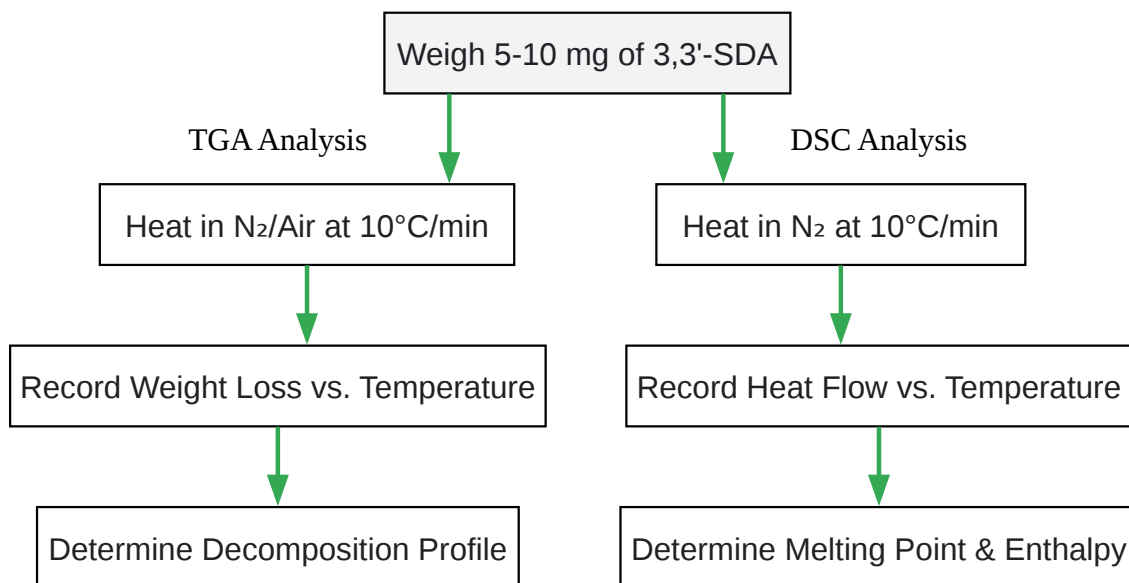 Weigh 5-10 mg of 3,3'-SDA
TGA Analysis
DSC Analysis
Heat in N₂/Air at 10°C/min
Heat in N₂ at 10°C/min
Record Weight Loss vs. Temperature
Record Heat Flow vs. Temperature
Determine Decomposition Profile
Determine Melting Point & Enthalpy